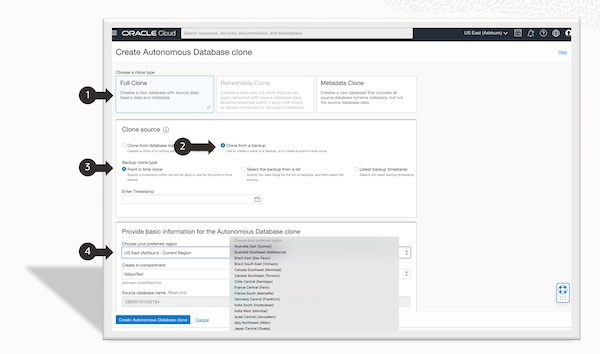 ORACLE Cloud
Search resources, services, documentation, and Marketplace
US East (Ashburn)
Create Autonomous Database clone
Help
Choose a clone type
1
Full Clone
Creates a new database with source data-
base's data and metadata.
Refreshable Clone
Creates a read-only full clone that can be
easily refreshed with source database data.
Must be refreshed within 7 days (168 hours)
to remain connected to the source database.
Metadata Clone
Creates a new database that includes all
source database schema metadata, but not
the source database data.
Clone source
2
Clone from database in
Creates a clone of a running
Clone from a backup
Use to create a clone of a backup, or to create a point-in-time clone.
Backup clone type
3
Point in time clone
Specify a timestamp within the last 60 days to use for the point-in-time
Select the backup from a list
Specify the date range for the list of backups, and then select the
backup.
Latest backup timestamp
Selects the latest backup timestamp.
Enter Timestamp
Provide basic information for the Autonomous Database clone
Choose your preferred region
4
US East (Ashburn) - Current Region
Create in compartment
NilayaTest
Source database name Read-only
Choose your preferred region
Australia East (Sydney)
Australia Southeast (Melbourne)
Brazil East (Sao Paulo)
Brazil South East (Vinhedo)
Canada Southeast (Montreal)
Canada Southeast (Toronto)
Chile Central (Santiago)
France Central (Paris)
France South (Marseille)
Germany Central (Frankfurt)
India South (Hyderabad)
India West (Mumbai)
Israel Central (Jerusalem)
Italy Northwest (Milan)
Japan Central (Osaka)
Create Autonomous Database clone
Cancel